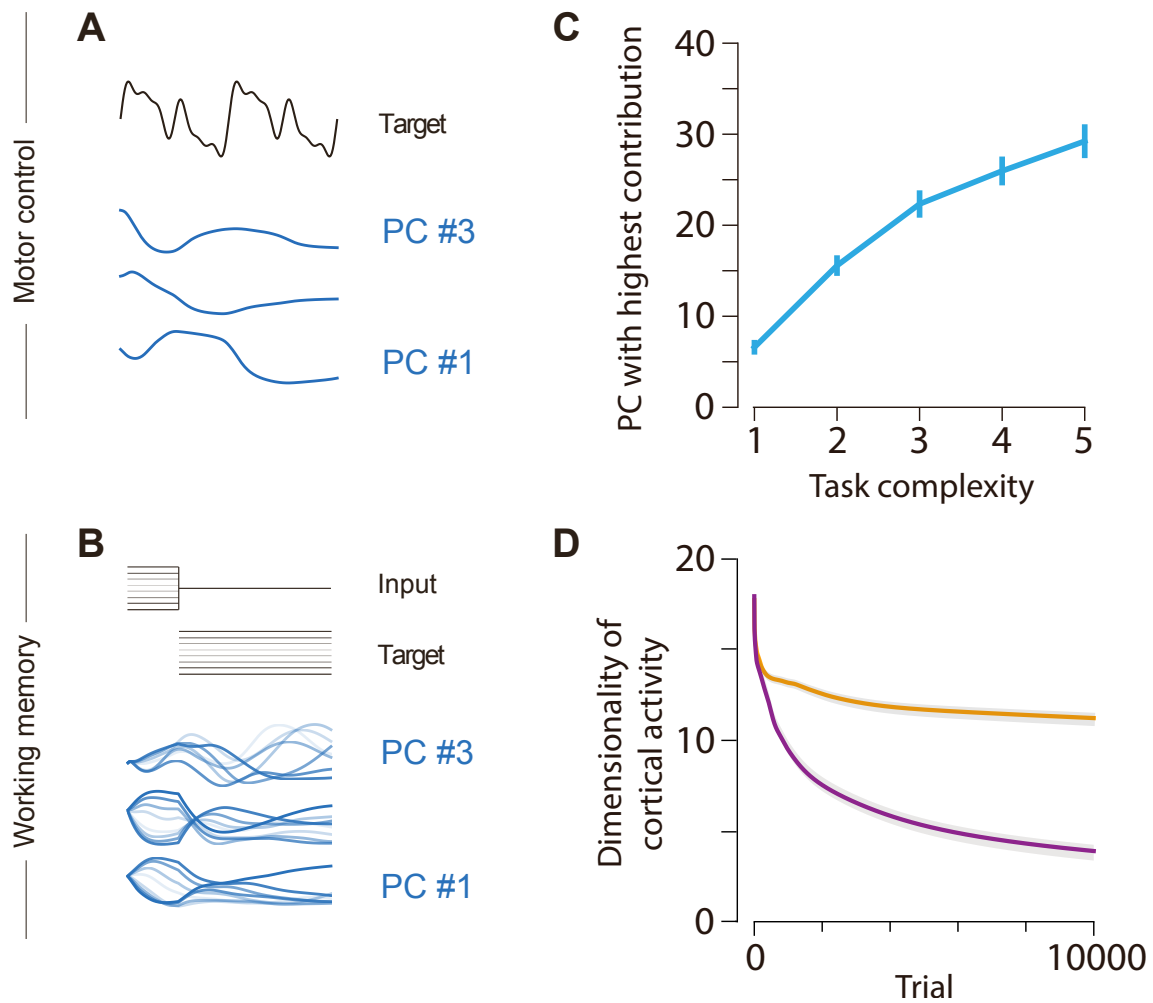 Motor control
A
Target
PC #3
PC #1
C
PC with highest contribution
40
30
20
10
0
1 2 3 4 5
Task complexity
Working memory
B
Input
Target
PC #3
PC #1
D
Dimensionality of
cortical activity
20
10
0
0 10000
Trial